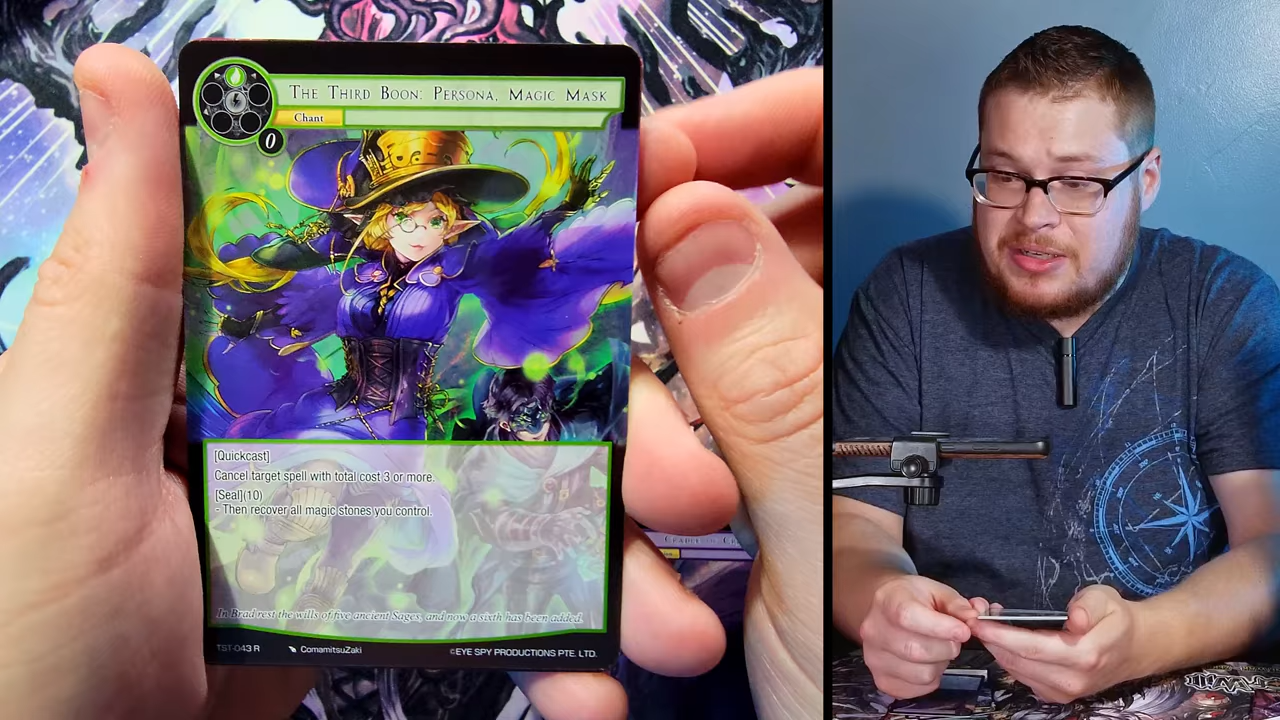 The Third Boon: Persona, Magic Mask
Chant
0
[Quickcast]
Cancel target spell with total cost 3 or more.
[Seal](10)
- Then recover all magic stones you control.
In Brad rest the wills of five ancient Sages, and now a sixth has been added.
TST-043 R
ComamitsuZaki
©EYE SPY PRODUCTIONS PTE. LTD.